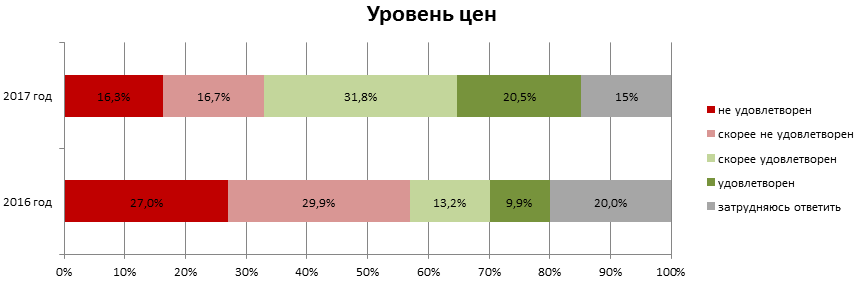 Уровень цен
2017 год
16,3%
16,7%
31,8%
20,5%
15%
2016 год
27,0%
29,9%
13,2%
9,9%
20,0%
0% 10% 20% 30% 40% 50% 60% 70% 80% 90% 100%
не удовлетворен
скорее не удовлетворен
скорее удовлетворен
удовлетворен
затрудняюсь ответить